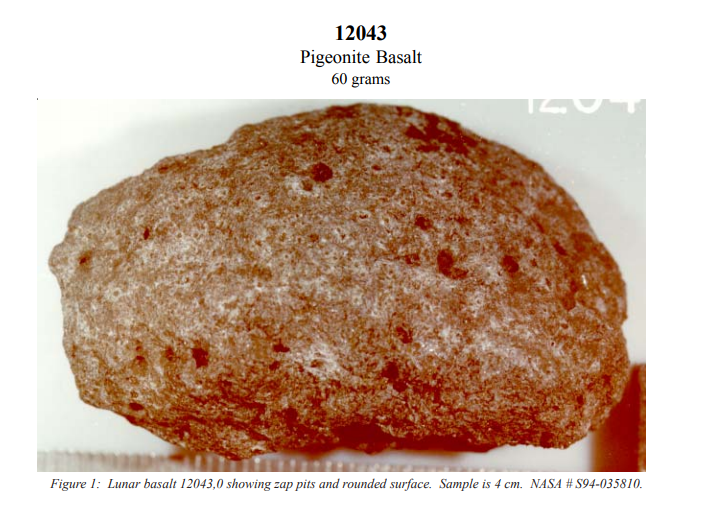 12043
Pigeonite Basalt
60 grams
Figure 1: Lunar basalt 12043,0 showing zap pits and rounded surface. Sample is 4 cm. NASA # S94-035810.